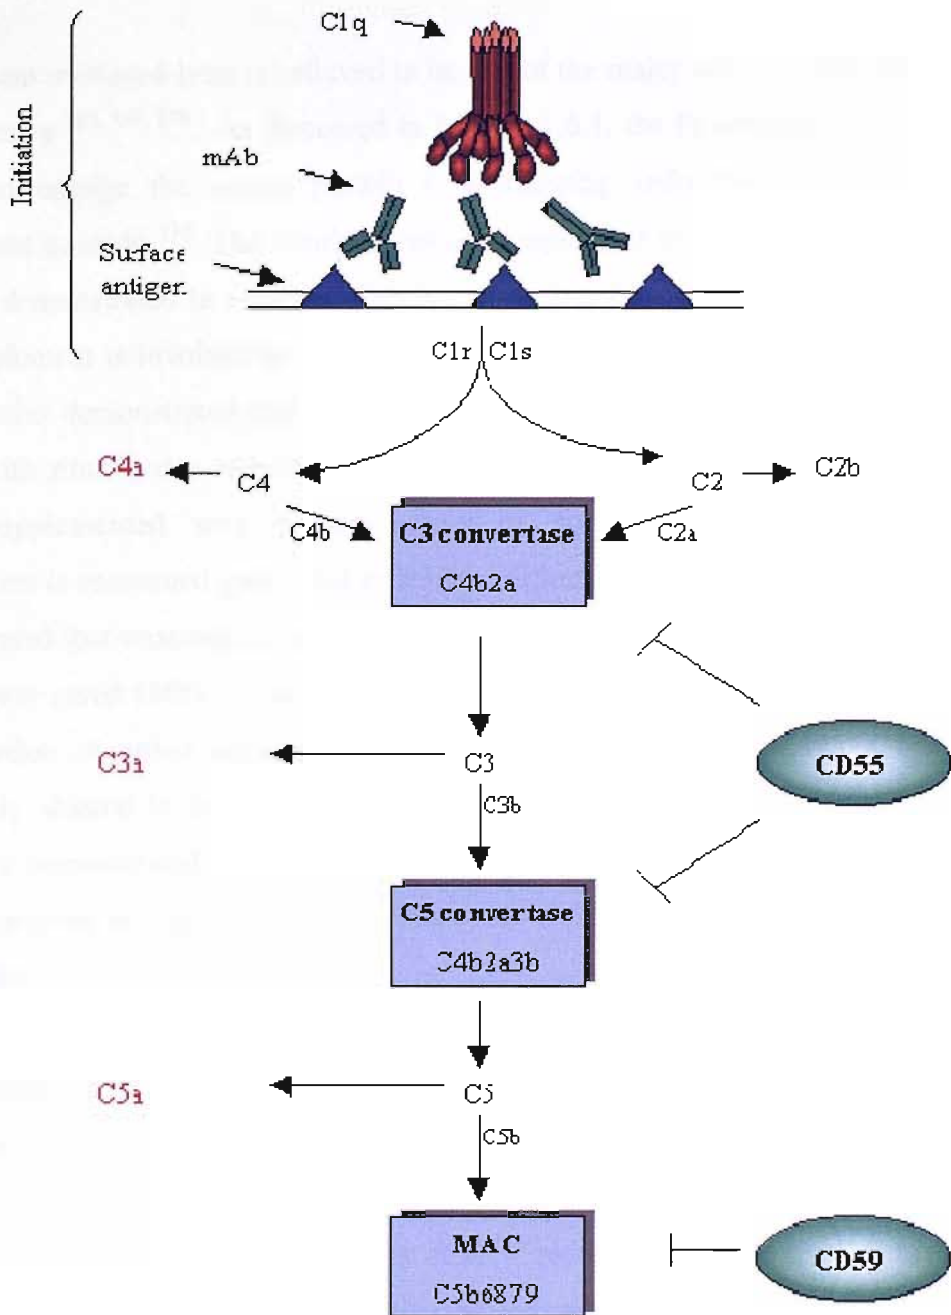 C1q
Initiation
mAb
Surface
antigen
C1r C1s
C4a
C4
C2
C2b
C4b
C2a
C3 convertase
C4b2a
C3a
C3
CD55
C3b
C5 convertase
C4b2a3b
C5a
C5
C5b
MAC
C5b6879
CD59